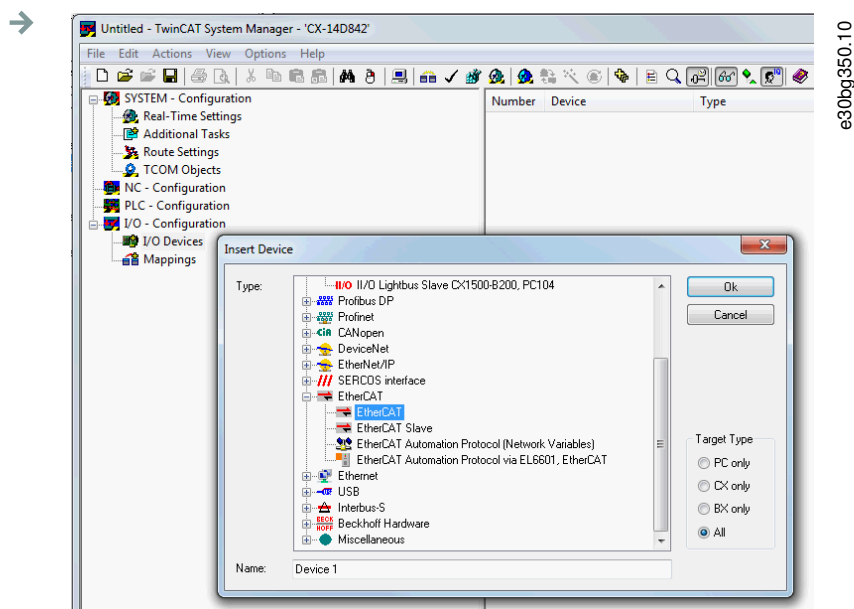 Untitled - TwinCAT System Manager - 'CX-14D842'
File Edit Actions View Options Help
SYSTEM - Configuration
Real-Time Settings
Additional Tasks
Route Settings
TCOM Objects
NC - Configuration
PLC - Configuration
I/O - Configuration
I/O Devices
Mappings
Number Device Type
Insert Device
Type:
II/O II/O Lightbus Slave CX1500-B200, PC104
Profibus DP
Profinet
CiA CANopen
DeviceNet
EtherNet/IP
SERCOS interface
EtherCAT
EtherCAT
EtherCAT Slave
EtherCAT Automation Protocol (Network Variables)
EtherCAT Automation Protocol via EL6601, EtherCAT
Ethernet
USB
Interbus-S
BECK HOFF Beckhoff Hardware
Miscellaneous
Ok
Cancel
Target Type
PC only
CX only
BX only
All
Name: Device 1
e30bg350.10